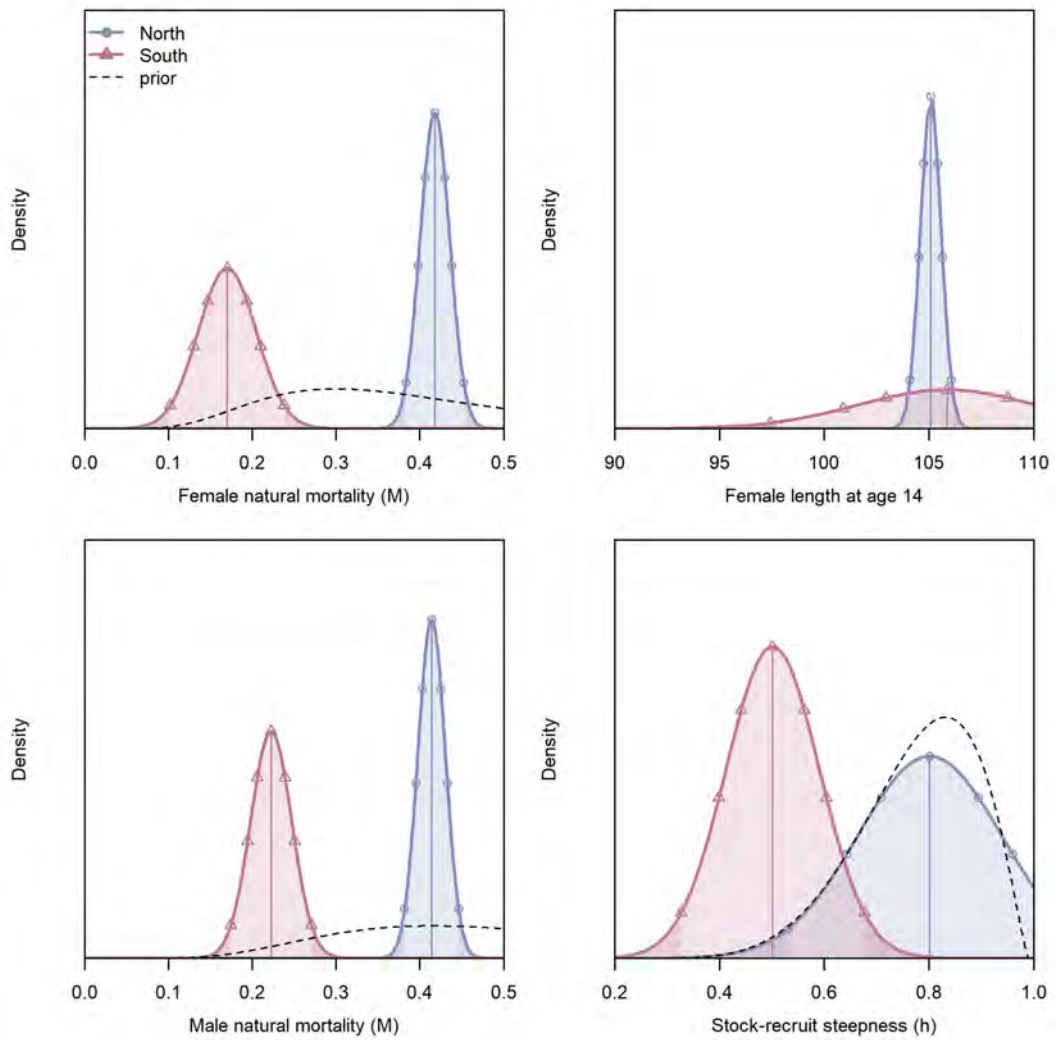 North
South
prior
Density
0.0 0.1 0.2 0.3 0.4 0.5
Female natural mortality (M)
Density
90 95 100 105 110
Female length at age 14
Density
0.0 0.1 0.2 0.3 0.4 0.5
Male natural mortality (M)
Density
0.2 0.4 0.6 0.8 1.0
Stock-recruit steepness (h)